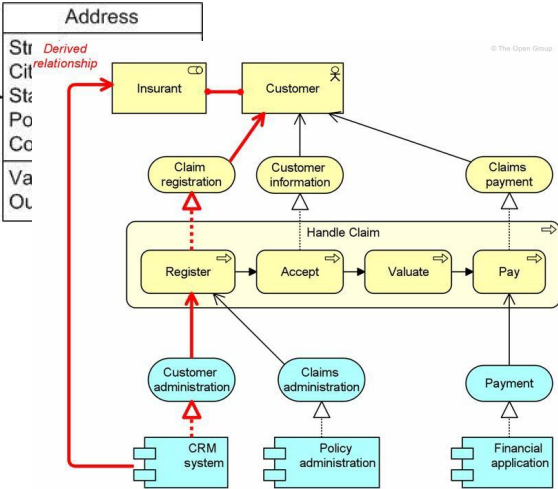 Address
Derived
relationship
© The Open Group
Insurant
Customer
Claim
registration
Customer
information
Claims
payment
Handle Claim
Register
Accept
Valuate
Pay
Customer
administration
Claims
administration
Payment
CRM
system
Policy
administration
Financial
application